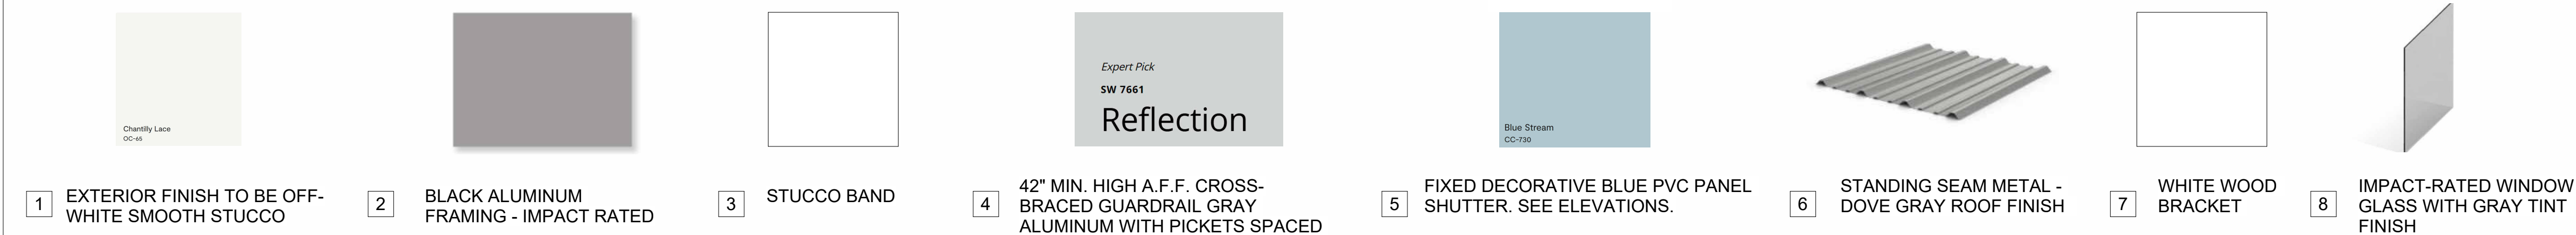 Chantilly Lace
OC-65
Expert Pick
SW 7661
Reflection
Blue Stream
CC-730
1
EXTERIOR FINISH TO BE OFF-
WHITE SMOOTH STUCCO
2
BLACK ALUMINUM
FRAMING - IMPACT RATED
3
STUCCO BAND
4
42" MIN. HIGH A.F.F. CROSS-
BRACED GUARDRAIL GRAY
ALUMINUM WITH PICKETS SPACED
5
FIXED DECORATIVE BLUE PVC PANEL
SHUTTER. SEE ELEVATIONS.
6
STANDING SEAM METAL -
DOVE GRAY ROOF FINISH
7
WHITE WOOD
BRACKET
8
IMPACT-RATED WINDOW
GLASS WITH GRAY TINT
FINISH